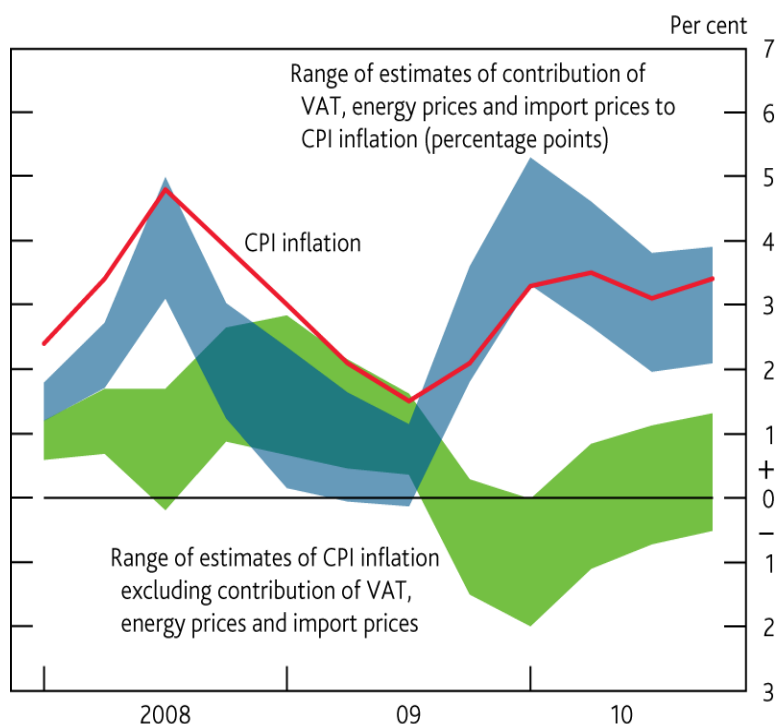 Per cent
7
Range of estimates of contribution of
VAT, energy prices and import prices to
CPI inflation (percentage points)
6
5
CPI inflation
4
3
2
1
+
0
–
Range of estimates of CPI inflation
excluding contribution of VAT,
energy prices and import prices
1
2
3
2008
09
10